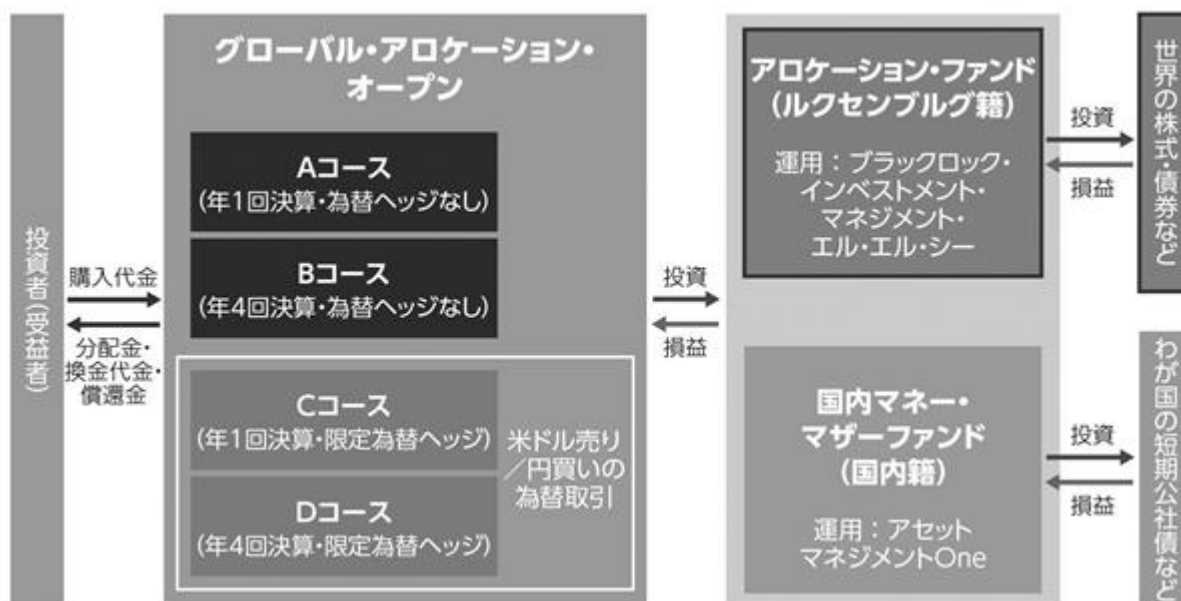 投資者(受益者)
購入代金
分配金・
換金代金・
償還金
グローバル・アロケーション・
オープン
Aコース
(年1回決算・為替ヘッジなし)
Bコース
(年4回決算・為替ヘッジなし)
Cコース
(年1回決算・限定為替ヘッジ)
Dコース
(年4回決算・限定為替ヘッジ)
米ドル売り
/円買いの
為替取引
投資
損益
アロケーション・ファンド
(ルクセンブルグ籍)
運用:ブラックロック・
インベストメント・
マネジメント・
エル・エル・シー
投資
損益
世界の株式・債券など
国内マネー・
マザーファンド
(国内籍)
運用:アセット
マネジメントOne
投資
損益
わが国の短期公社債など